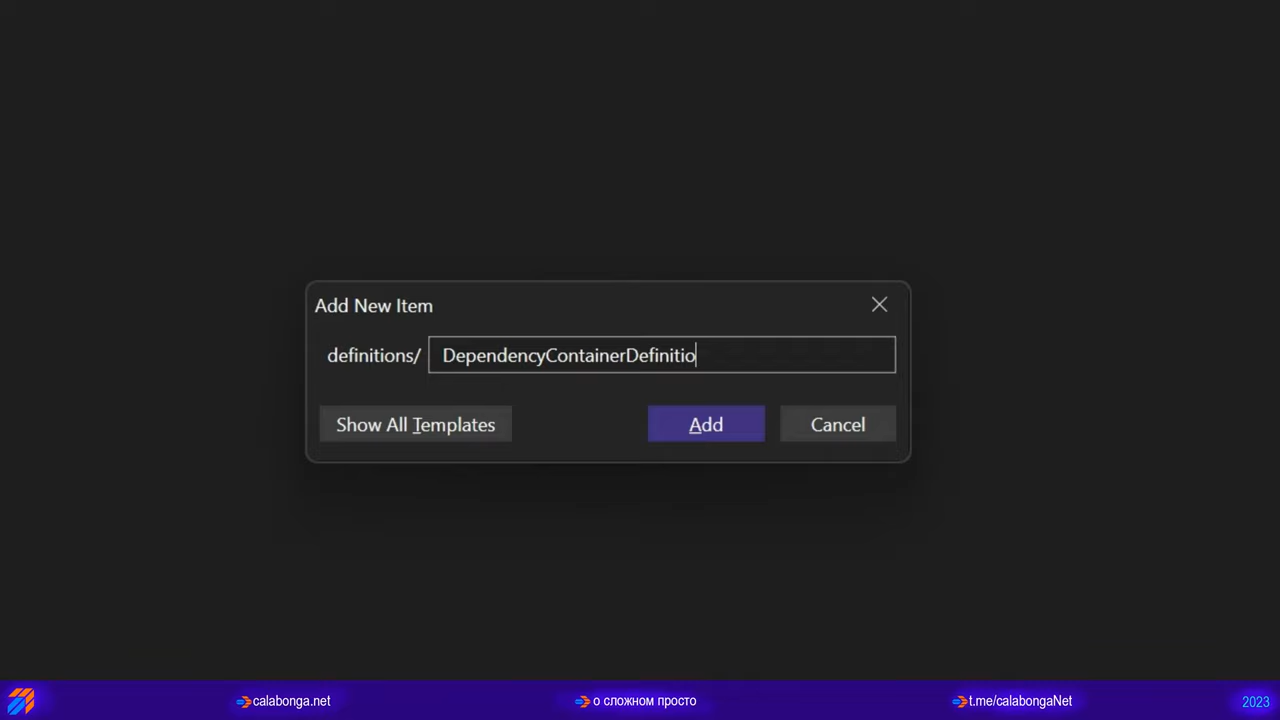 Add New Item
definitions/ DependencyContainerDefinitio
Show All Templates Add Cancel
calabonga.net о сложном просто t.me/calabongaNet 2023